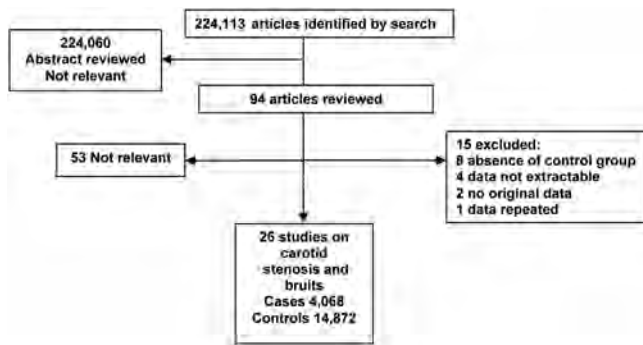 224,113 articles identified by search
224,060
Abstract reviewed
Not relevant
94 articles reviewed
53 Not relevant
15 excluded:
8 absence of control group
4 data not extractable
2 no original data
1 data repeated
26 studies on
carotid
stenosis and
bruits
Cases 4,068
Controls 14,872